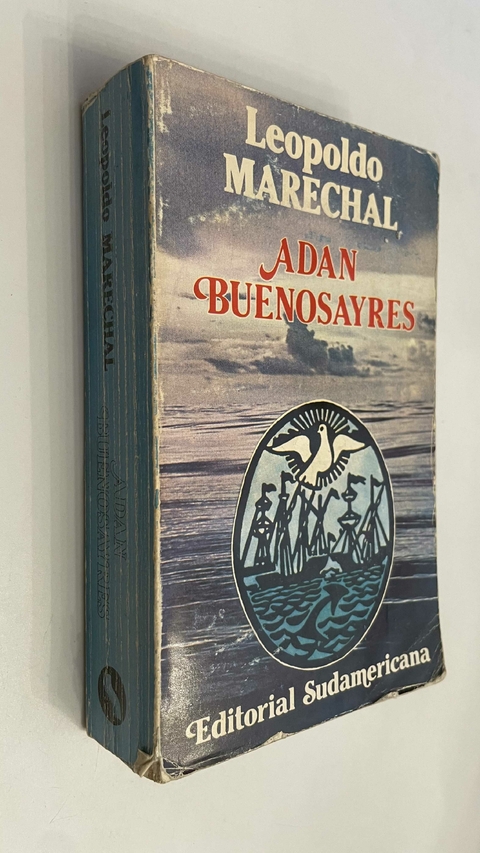 Leopoldo
MARECHAL
ADAN
BUENOSAYRES
Editorial Sudamericana
Leopoldo MARECHAL
ADAN
BUENOSAYRES